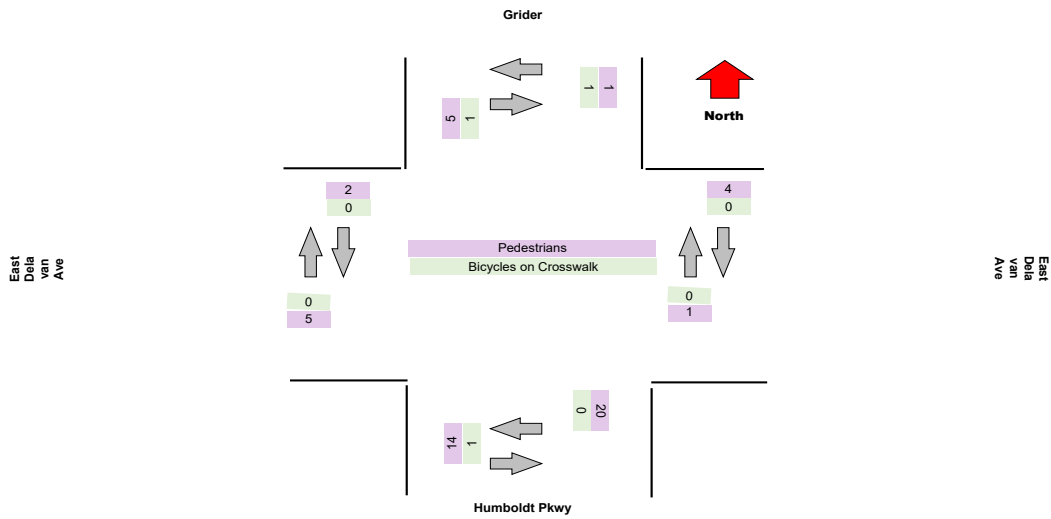 Grider
1 1
5 1
North
2
0
4
0
East
Dela
van
Ave
Pedestrians
Bicycles on Crosswalk
East
Dela
van
Ave
0
5
0
1
0 20
14 1
Humboldt Pkwy